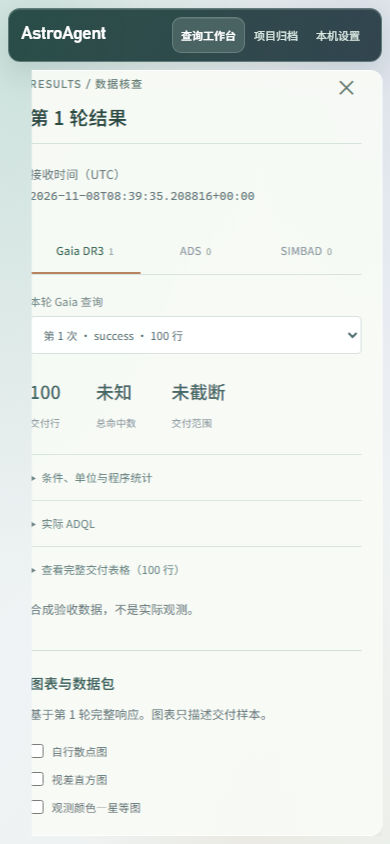 AstroAgent 查询工作台 项目归档 本机设置
RESULTS / 数据核查
第 1 轮结果
接收时间（UTC）
2026-11-08T08:39:35.208816+00:00
Gaia DR3 1 ADS 0 SIMBAD 0
本轮 Gaia 查询
第 1 次 · success · 100 行
100 未知 未截断
交付行 总命中数 交付范围
▸ 条件、单位与程序统计
▸ 实际 ADQL
▸ 查看完整交付表格（100 行）
合成验收数据，不是实际观测。
图表与数据包
基于第 1 轮完整响应。图表只描述交付样本。
自行散点图
视差直方图
观测颜色—星等图